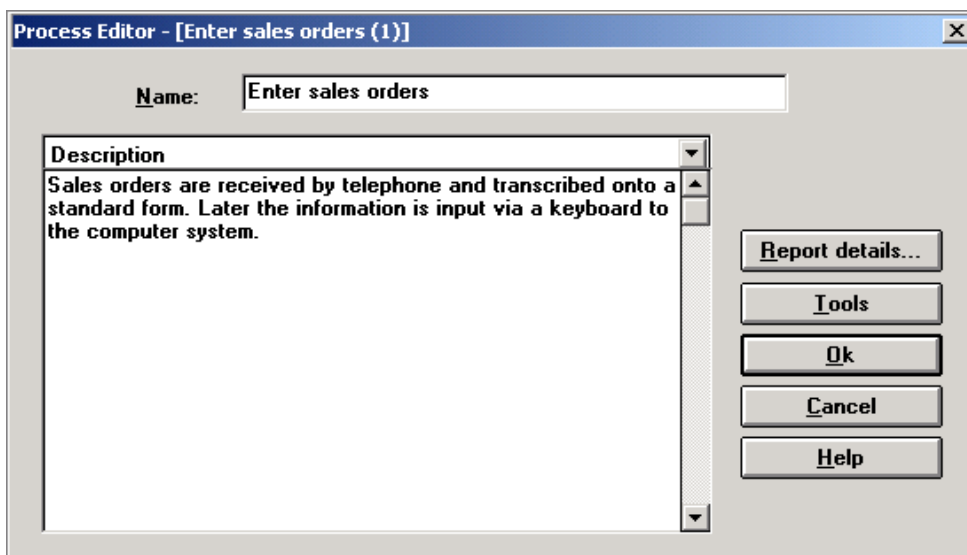 Process Editor - [Enter sales orders (1)]
Name: Enter sales orders
Description
Sales orders are received by telephone and transcribed onto a
standard form. Later the information is input via a keyboard to
the computer system.
Report details...
Tools
Ok
Cancel
Help